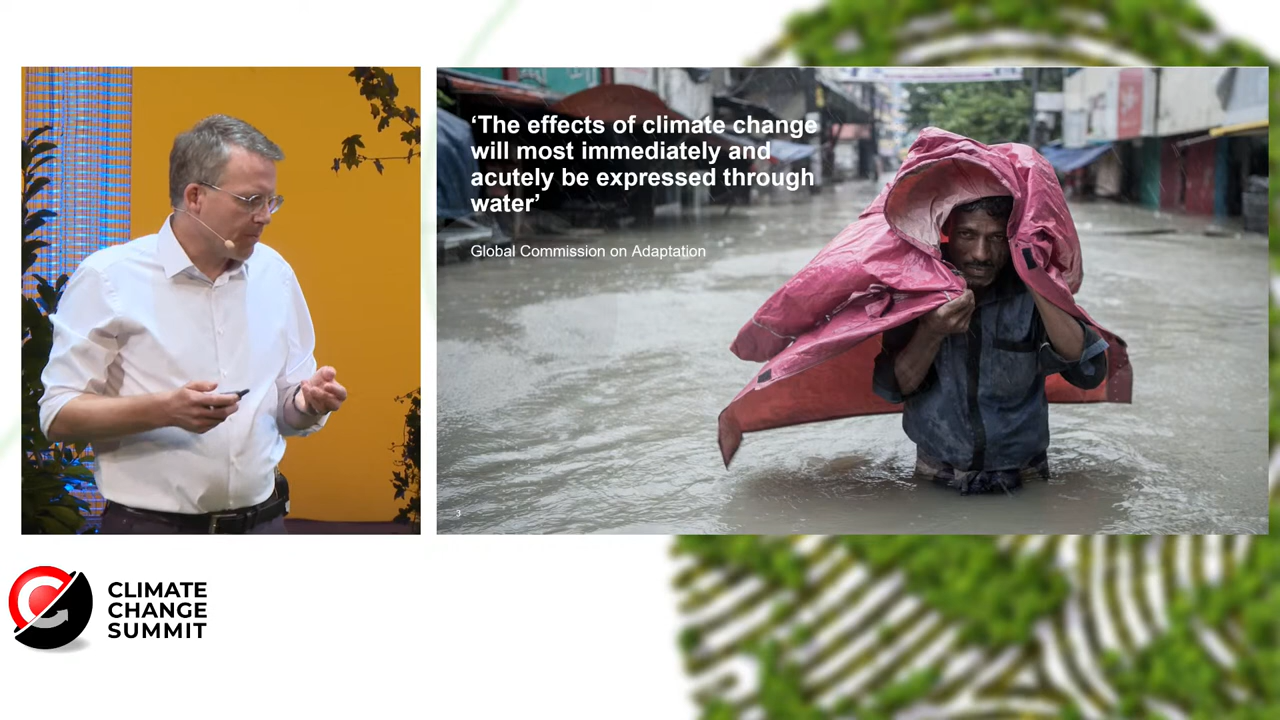 ‘The effects of climate change
will most immediately and
acutely be expressed through
water’
Global Commission on Adaptation
3
CLIMATE
CHANGE
SUMMIT